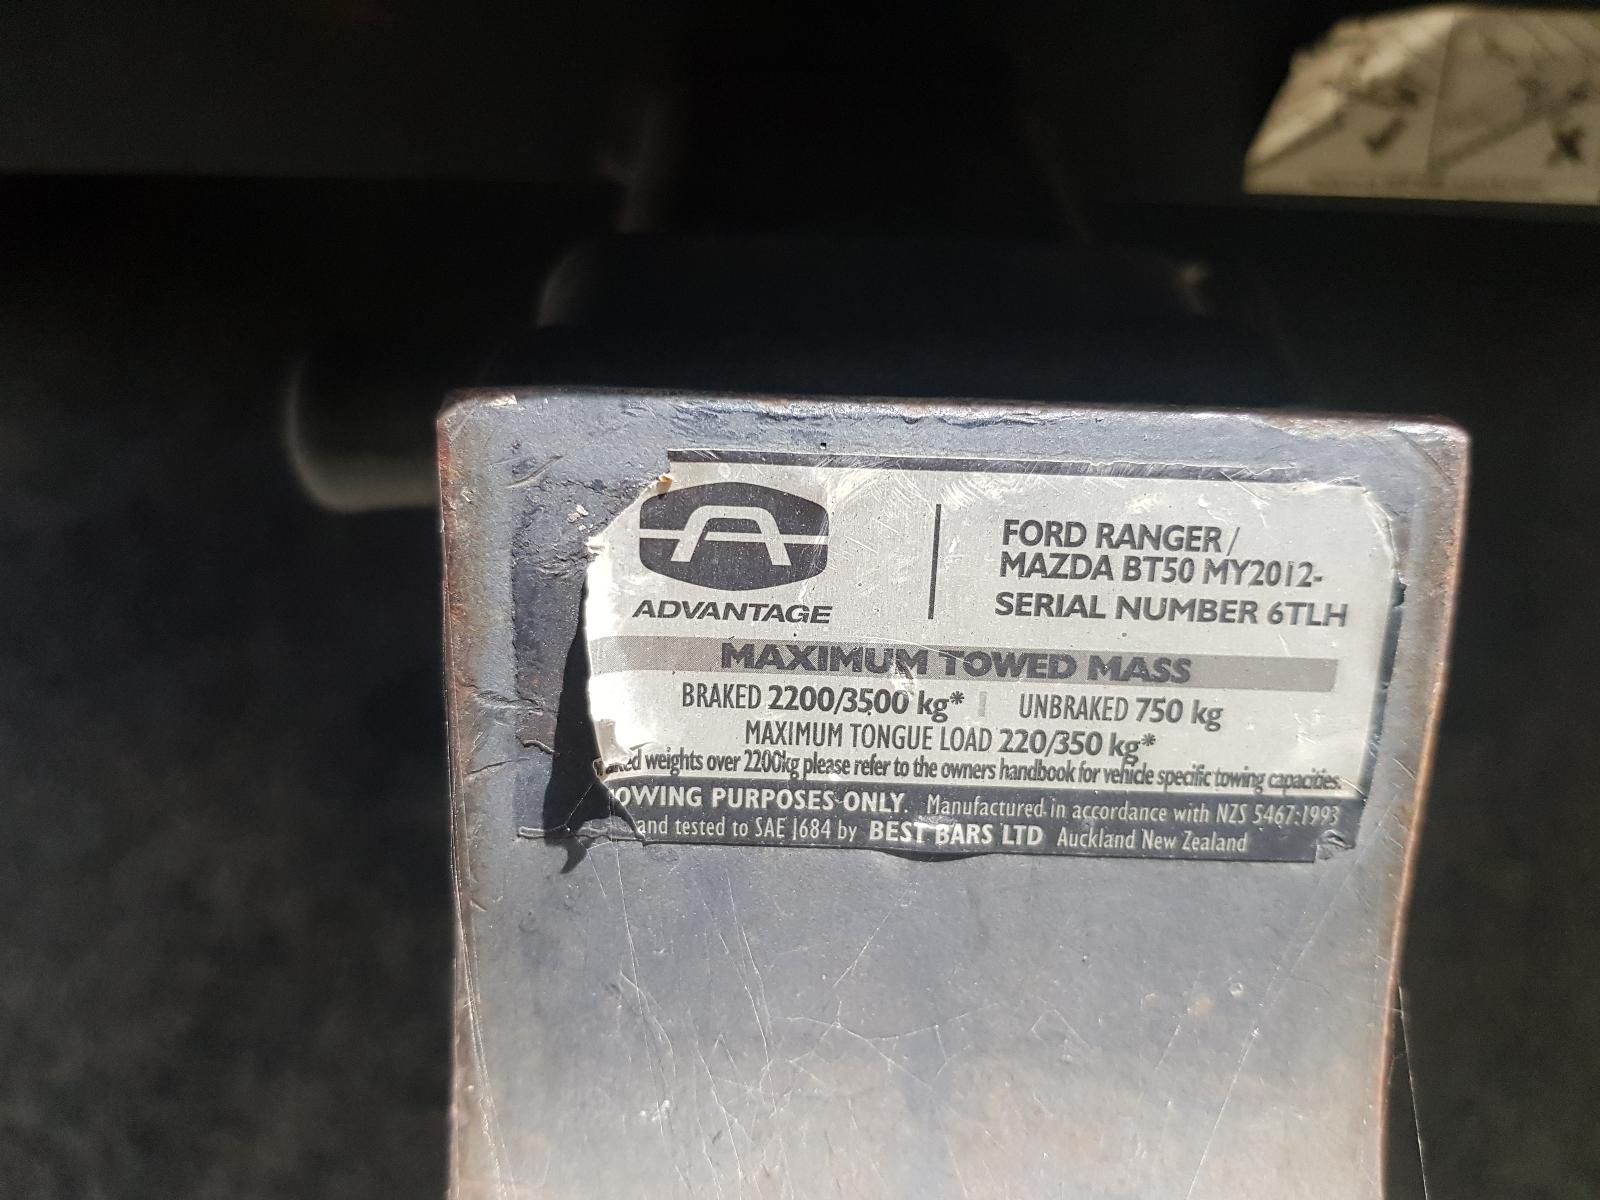 ADVANTAGE
FORD RANGER/
MAZDA BT50 MY2012-
SERIAL NUMBER 6TLH
MAXIMUM TOWED MASS
BRAKED 2200/3500 kg* | UNBRAKED 750 kg
MAXIMUM TONGUE LOAD 220/350 kg*
weights over 2200kg please refer to the owners handbook for vehicle specific towing capacities.
OWING PURPOSES ONLY. Manufactured in accordance with NZS 5467:1993
and tested to SAE J684 by BEST BARS LTD Auckland New Zealand